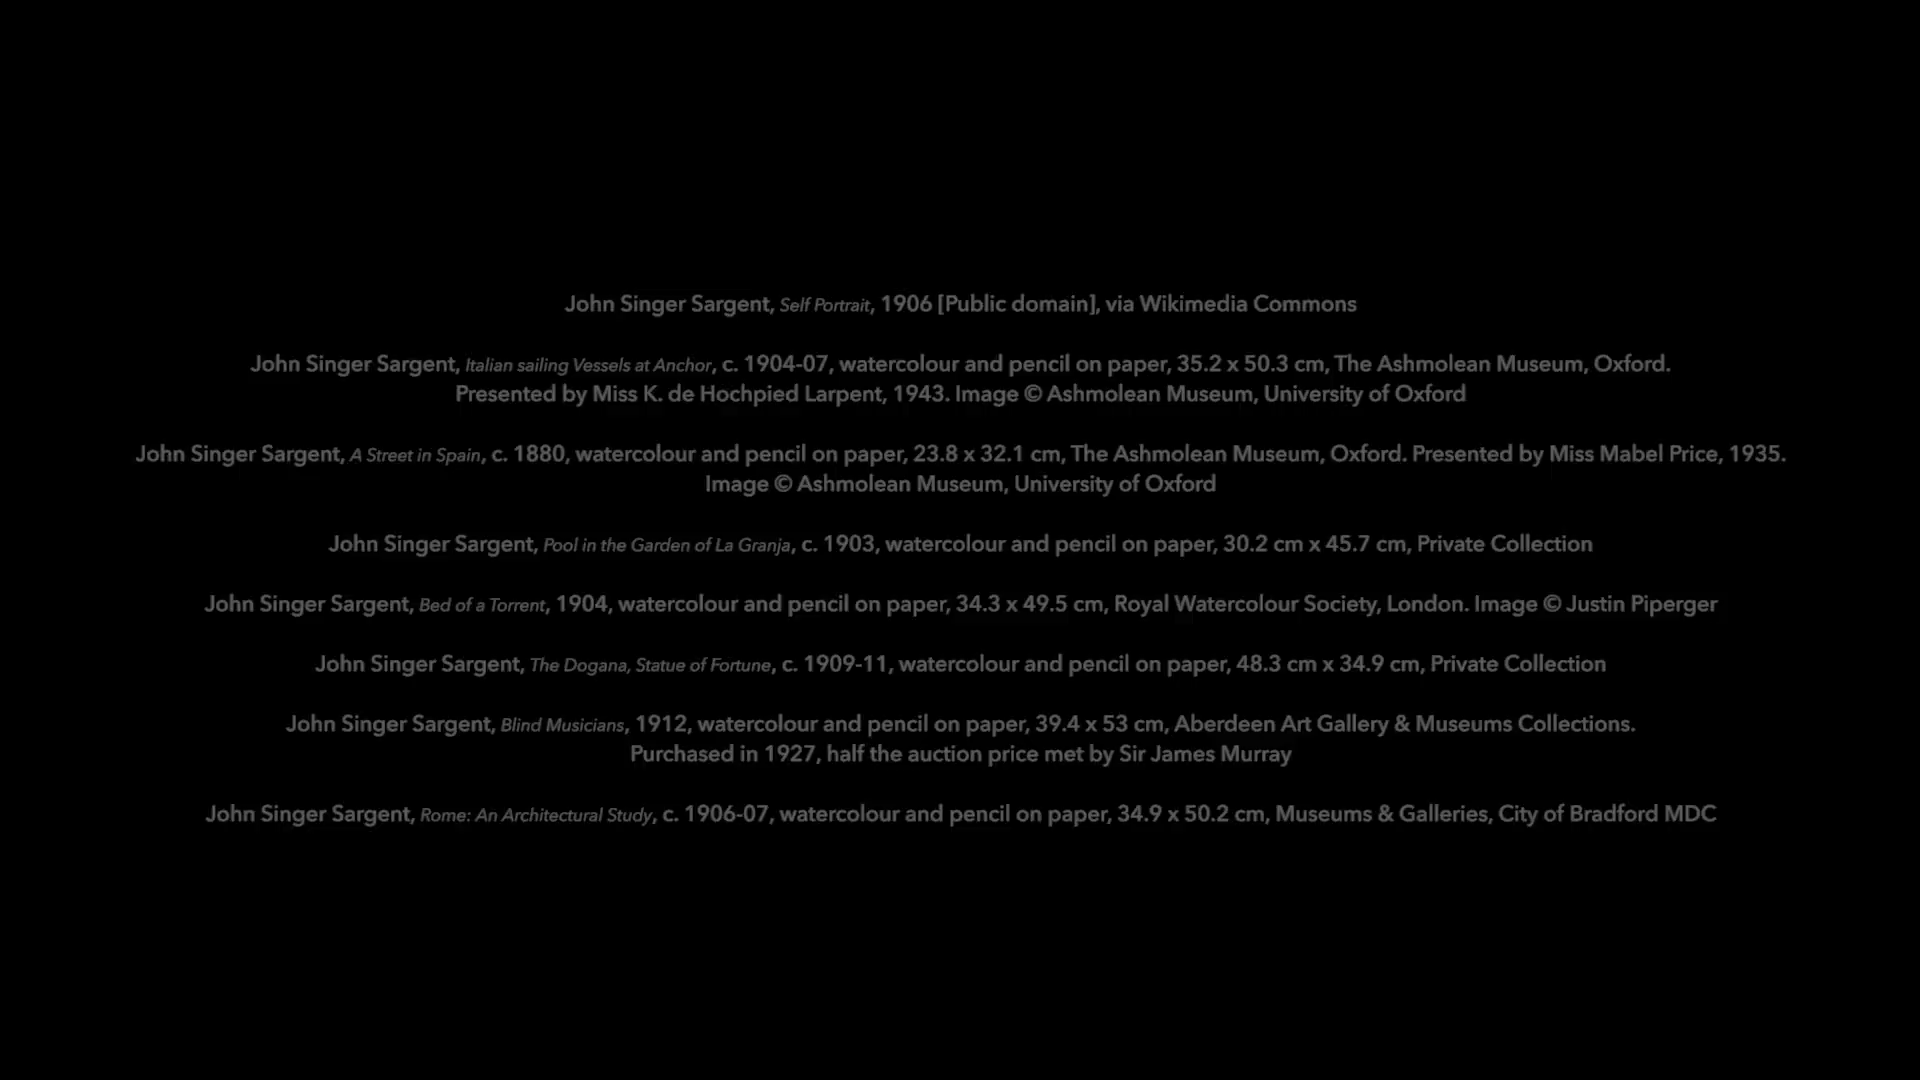 John Singer Sargent, Self Portrait, 1906 [Public domain], via Wikimedia Commons
John Singer Sargent, Italian sailing Vessels at Anchor, c. 1904-07, watercolour and pencil on paper, 35.2 x 50.3 cm, The Ashmolean Museum, Oxford.
Presented by Miss K. de Hochpied Larpent, 1943. Image © Ashmolean Museum, University of Oxford
John Singer Sargent, A Street in Spain, c. 1880, watercolour and pencil on paper, 23.8 x 32.1 cm, The Ashmolean Museum, Oxford. Presented by Miss Mabel Price, 1935.
Image © Ashmolean Museum, University of Oxford
John Singer Sargent, Pool in the Garden of La Granja, c. 1903, watercolour and pencil on paper, 30.2 cm x 45.7 cm, Private Collection
John Singer Sargent, Bed of a Torrent, 1904, watercolour and pencil on paper, 34.3 x 49.5 cm, Royal Watercolour Society, London. Image © Justin Piperger
John Singer Sargent, The Dogana, Statue of Fortune, c. 1909-11, watercolour and pencil on paper, 48.3 cm x 34.9 cm, Private Collection
John Singer Sargent, Blind Musicians, 1912, watercolour and pencil on paper, 39.4 x 53 cm, Aberdeen Art Gallery & Museums Collections.
Purchased in 1927, half the auction price met by Sir James Murray
John Singer Sargent, Rome: An Architectural Study, c. 1906-07, watercolour and pencil on paper, 34.9 x 50.2 cm, Museums & Galleries, City of Bradford MDC